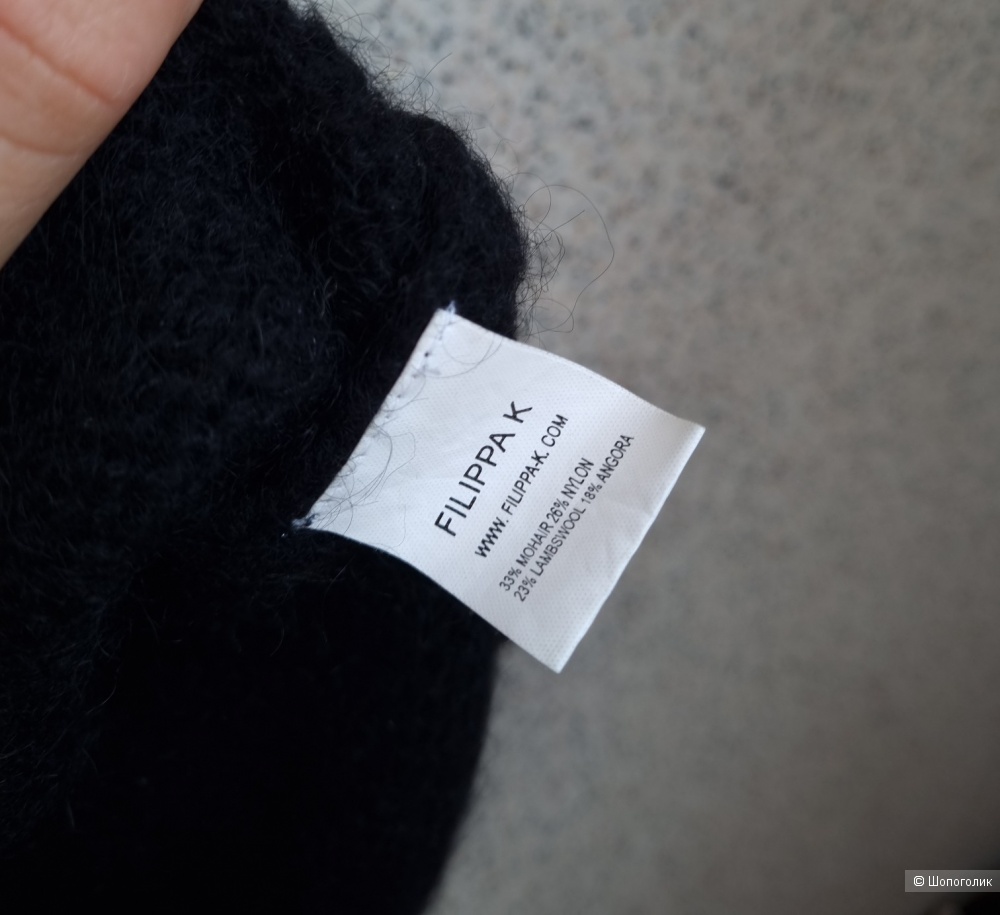 FILIPPA K
WWW. FILIPPA-K. COM
33% MOHAIR 26% NYLON
23% LAMBSWOOL 18% ANGORA
© Шопоголик